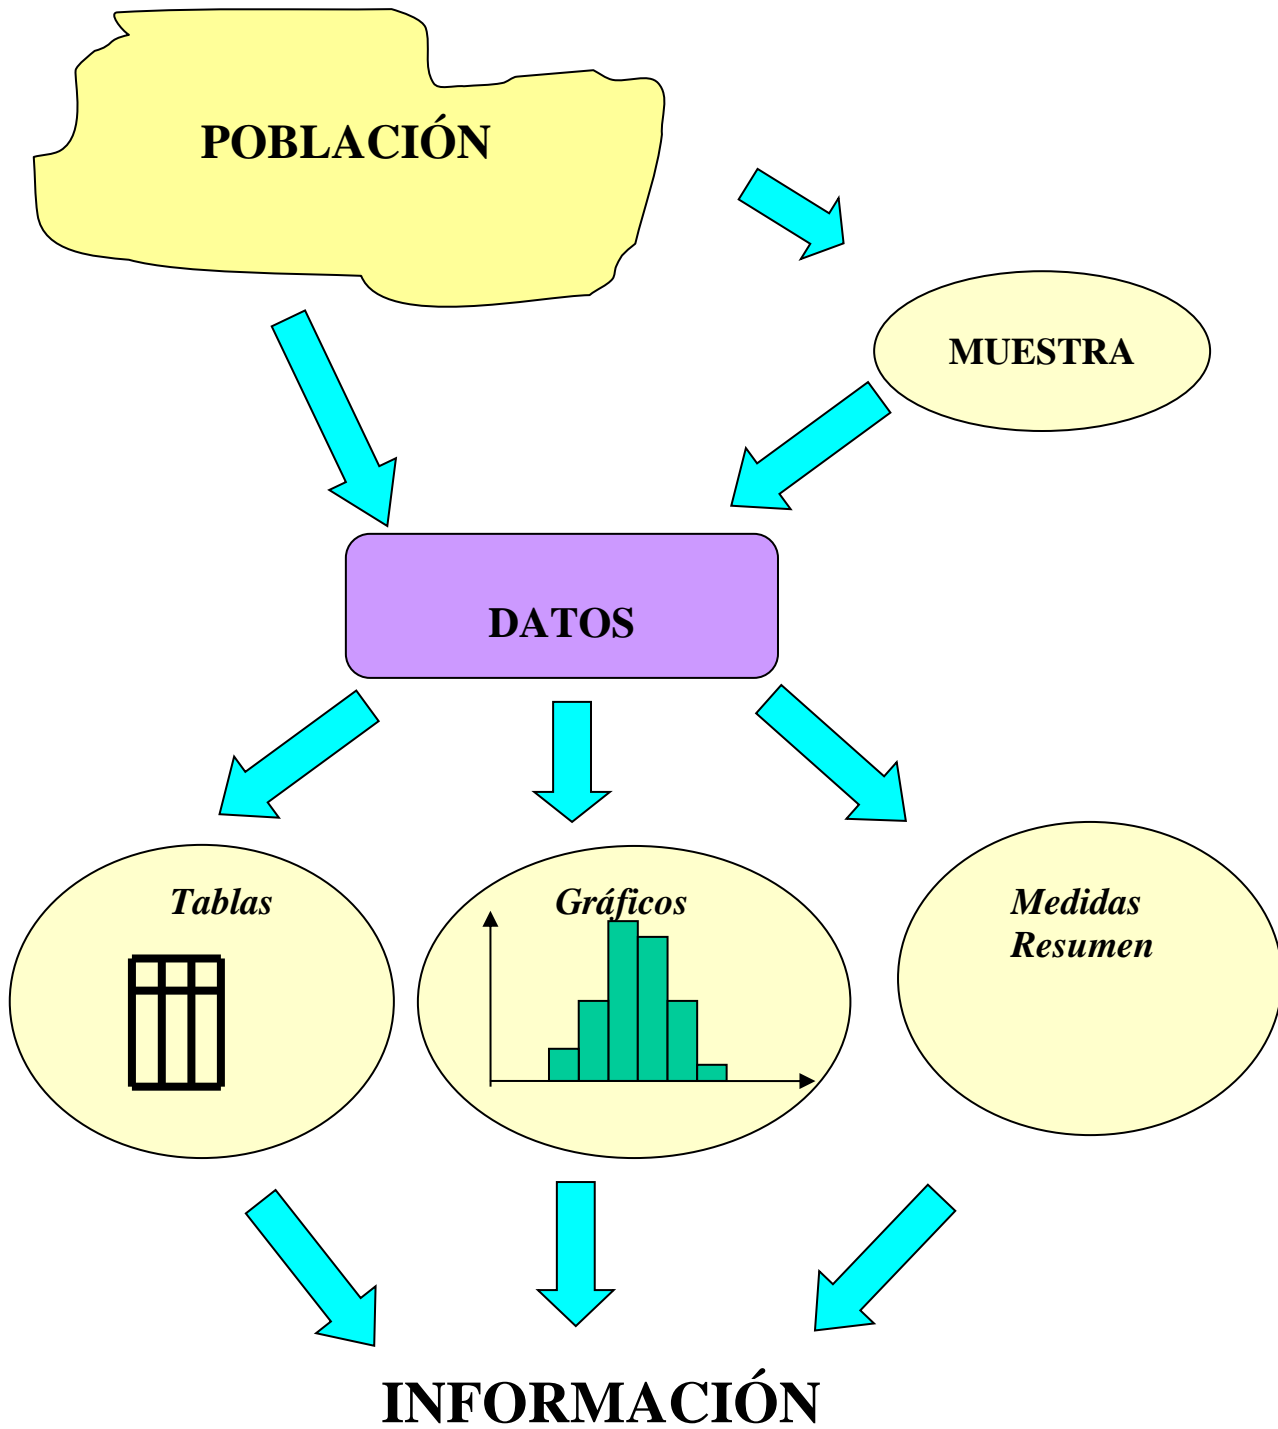 POBLACIÓN
MUESTRA
DATOS
Tablas
Gráficos
Medidas
Resumen
INFORMACIÓN